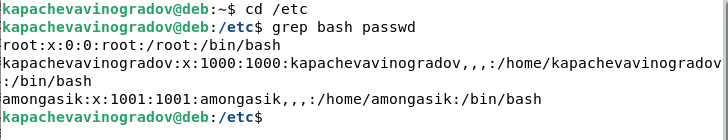 kapachevavinogradov@deb:~$ cd /etc
kapachevavinogradov@deb:/etc$ grep bash passwd
root:x:0:0:root:/root:/bin/bash
kapachevavinogradov:x:1000:1000:kapachevavinogradov,,,:/home/kapachevavinogradov
:/bin/bash
amongasik:x:1001:1001:amongasik,,,:/home/amongasik:/bin/bash
kapachevavinogradov@deb:/etc$